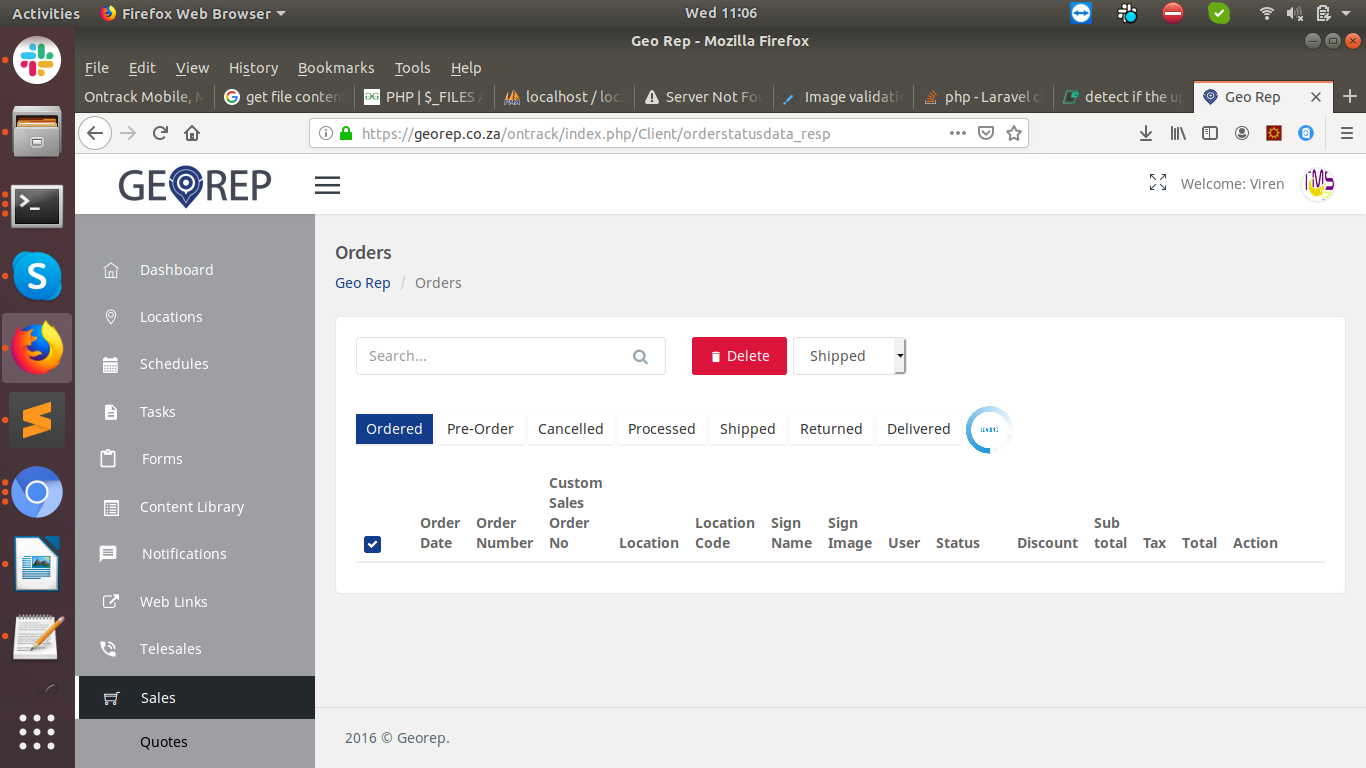 Activities Firefox Web Browser Wed 11:06
Geo Rep - Mozilla Firefox
File Edit View History Bookmarks Tools Help
Ontrack Mobile, get file conten PHP | $_FILES localhost / loc Server Not Fou Image validati php - Laravel detect if the up Geo Rep
https://georep.co.za/ontrack/index.php/Client/orderstatusdata_resp
GEOREP Welcome: Viren
Dashboard
Locations
Schedules
Tasks
Forms
Content Library
Notifications
Web Links
Telesales
Sales
Quotes
Orders
Geo Rep / Orders
Search... Delete Shipped
Ordered Pre-Order Cancelled Processed Shipped Returned Delivered LOADING
Custom
Sales
Order Order Order Location Sign Sign Sub
Date Number No Location Code Name Image User Status Discount total Tax Total Action
2016 © Georep.